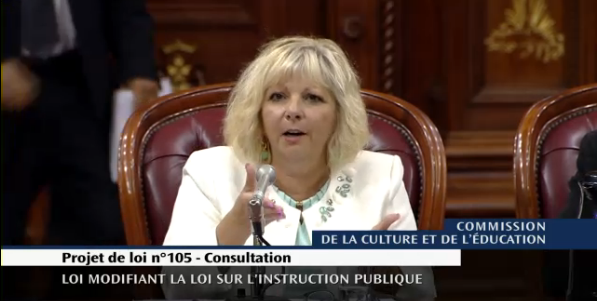 COMMISSION
DE LA CULTURE ET DE L'ÉDUCATION
Projet de loi n°105 - Consultation
LOI MODIFIANT LA LOI SUR L'INSTRUCTION PUBLIQUE